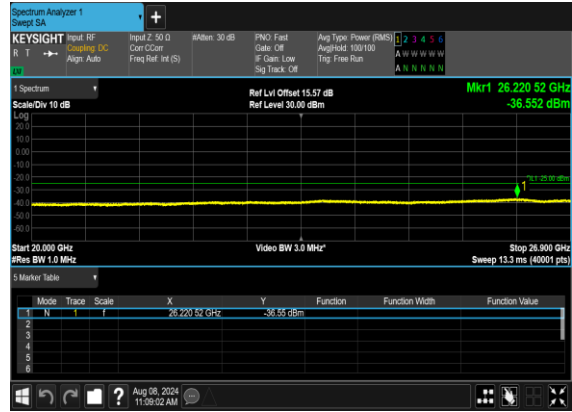 Spectrum Analyzer 1
Swept SA
+
KEYSIGHT Input: RF Input Z: 50 Ω #Atten: 30 dB PNO: Fast Avg Type: Power (RMS) 1 2 3 4 5 6
R T Coupling: DC Corr CCorr Gate: Off Avg|Hold: 100/100 A W W W W W
Align: Auto Freq Ref: Int (S) IF Gain: Low Trig: Free Run
Sig Track: Off A N N N N N
1 Spectrum Ref Lvl Offset 15.57 dB Mkr1 26.220 52 GHz
Scale/Div 10 dB Ref Level 30.00 dBm -36.552 dBm
Log
20.0
10.0
0.00
-10.0
-20.0
DL1 -25.00 dBm
1
-30.0
-40.0
-50.0
-60.0
Start 20.000 GHz Video BW 3.0 MHz* Stop 26.900 GHz
#Res BW 1.0 MHz Sweep 13.3 ms (40001 pts)
5 Marker Table
Mode Trace Scale X Y Function Function Width Function Value
1 N 1 f 26.220 52 GHz -36.55 dBm
2
3
4
5
6
? Aug 08, 2024
11:09:02 AM